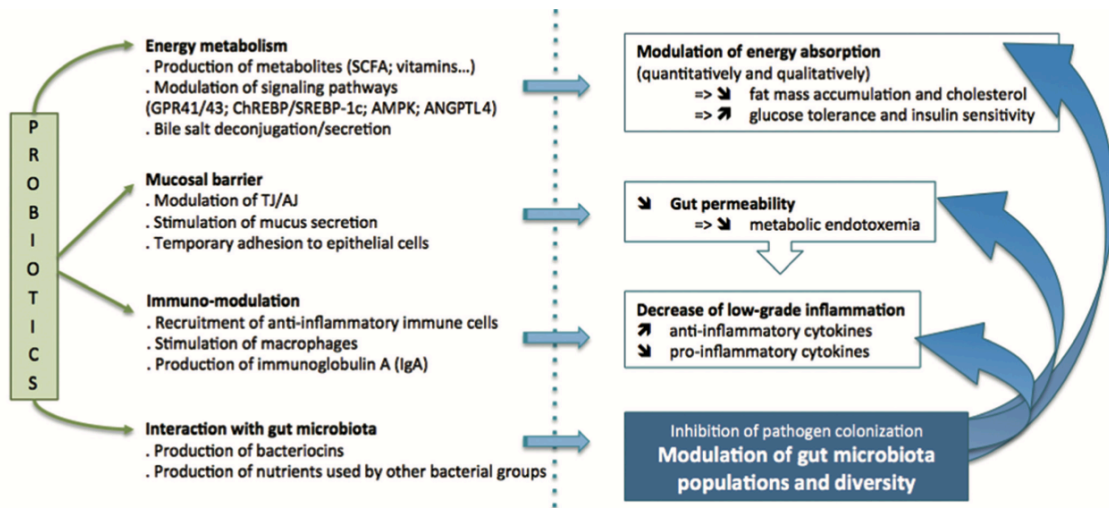 PROBIOTICS
Energy metabolism
. Production of metabolites (SCFA; vitamins...)
. Modulation of signaling pathways
(GPR41/43; ChREBP/SREBP-1c; AMPK; ANGPTL4)
. Bile salt deconjugation/secretion
Mucosal barrier
. Modulation of TJ/AJ
. Stimulation of mucus secretion
. Temporary adhesion to epithelial cells
Immuno-modulation
. Recruitment of anti-inflammatory immune cells
. Stimulation of macrophages
. Production of immunoglobulin A (IgA)
Interaction with gut microbiota
. Production of bacteriocins
. Production of nutrients used by other bacterial groups
Modulation of energy absorption
(quantitatively and qualitatively)
=> ↘ fat mass accumulation and cholesterol
=> ↗ glucose tolerance and insulin sensitivity
↘ Gut permeability
=> ↘ metabolic endotoxemia
Decrease of low-grade inflammation
↗ anti-inflammatory cytokines
↘ pro-inflammatory cytokines
Inhibition of pathogen colonization
Modulation of gut microbiota
populations and diversity